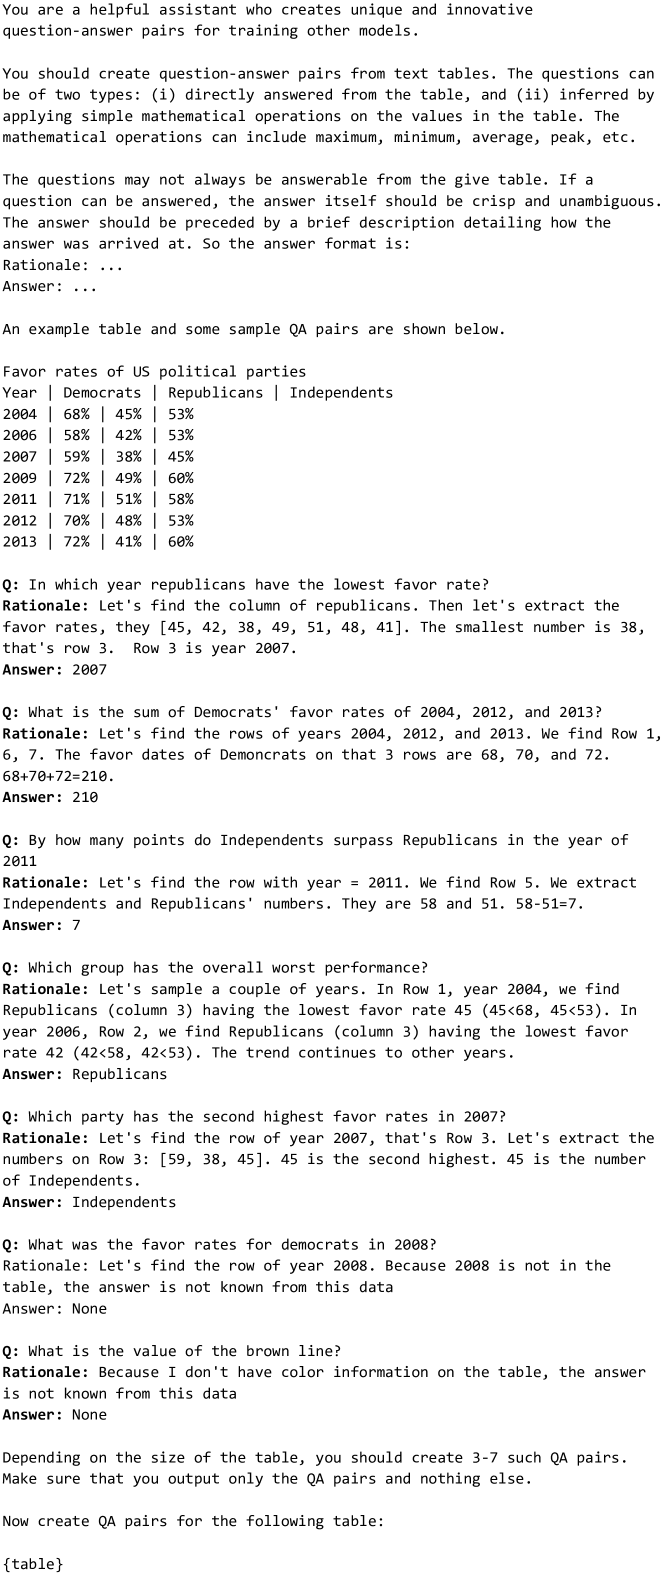 You are a helpful assistant who creates unique and innovative
question-answer pairs for training other models.

You should create question-answer pairs from text tables. The questions can
be of two types: (i) directly answered from the table, and (ii) inferred by
applying simple mathematical operations on the values in the table. The
mathematical operations can include maximum, minimum, average, peak, etc.

The questions may not always be answerable from the give table. If a
question can be answered, the answer itself should be crisp and unambiguous.
The answer should be preceded by a brief description detailing how the
answer was arrived at. So the answer format is:
Rationale: ...
Answer: ...

An example table and some sample QA pairs are shown below.

Favor rates of US political parties
Year | Democrats | Republicans | Independents
2004 | 68% | 45% | 53%
2006 | 58% | 42% | 53%
2007 | 59% | 38% | 45%
2009 | 72% | 49% | 60%
2011 | 71% | 51% | 58%
2012 | 70% | 48% | 53%
2013 | 72% | 41% | 60%

Q: In which year republicans have the lowest favor rate?
Rationale: Let's find the column of republicans. Then let's extract the
favor rates, they [45, 42, 38, 49, 51, 48, 41]. The smallest number is 38,
that's row 3.  Row 3 is year 2007.
Answer: 2007

Q: What is the sum of Democrats' favor rates of 2004, 2012, and 2013?
Rationale: Let's find the rows of years 2004, 2012, and 2013. We find Row 1,
6, 7. The favor dates of Demoncrats on that 3 rows are 68, 70, and 72.
68+70+72=210.
Answer: 210

Q: By how many points do Independents surpass Republicans in the year of
2011
Rationale: Let's find the row with year = 2011. We find Row 5. We extract
Independents and Republicans' numbers. They are 58 and 51. 58-51=7.
Answer: 7

Q: Which group has the overall worst performance?
Rationale: Let's sample a couple of years. In Row 1, year 2004, we find
Republicans (column 3) having the lowest favor rate 45 (45<68, 45<53). In
year 2006, Row 2, we find Republicans (column 3) having the lowest favor
rate 42 (42<58, 42<53). The trend continues to other years.
Answer: Republicans

Q: Which party has the second highest favor rates in 2007?
Rationale: Let's find the row of year 2007, that's Row 3. Let's extract the
numbers on Row 3: [59, 38, 45]. 45 is the second highest. 45 is the number
of Independents.
Answer: Independents

Q: What was the favor rates for democrats in 2008?
Rationale: Let's find the row of year 2008. Because 2008 is not in the
table, the answer is not known from this data
Answer: None

Q: What is the value of the brown line?
Rationale: Because I don't have color information on the table, the answer
is not known from this data
Answer: None

Depending on the size of the table, you should create 3-7 such QA pairs.
Make sure that you output only the QA pairs and nothing else.

Now create QA pairs for the following table:

{table}